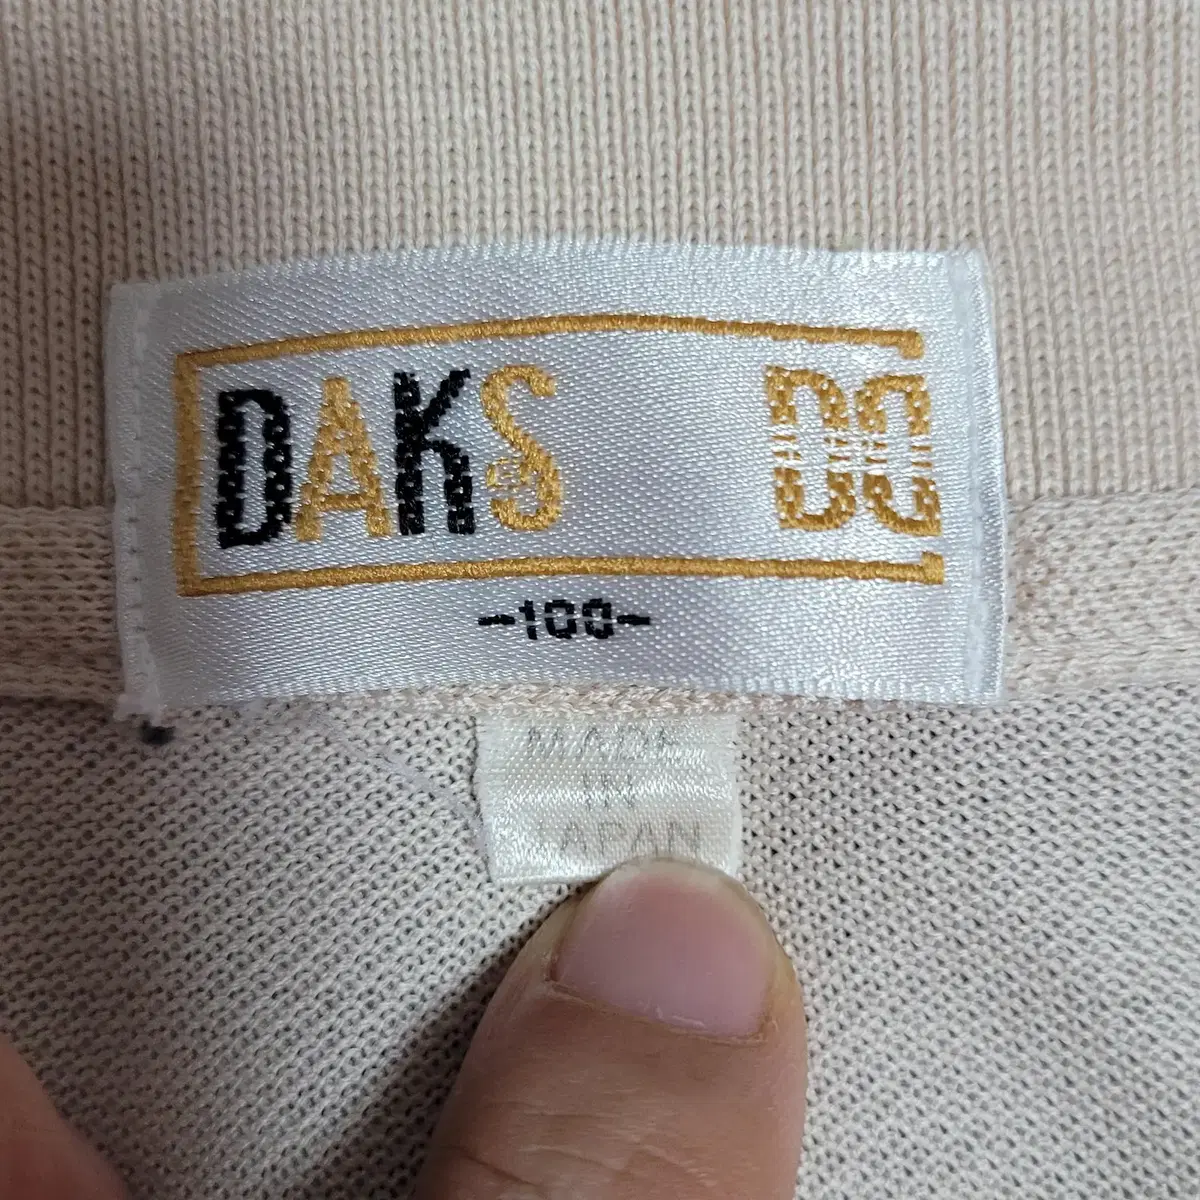 DAKS DG
-100-
MADE
IN
JAPAN